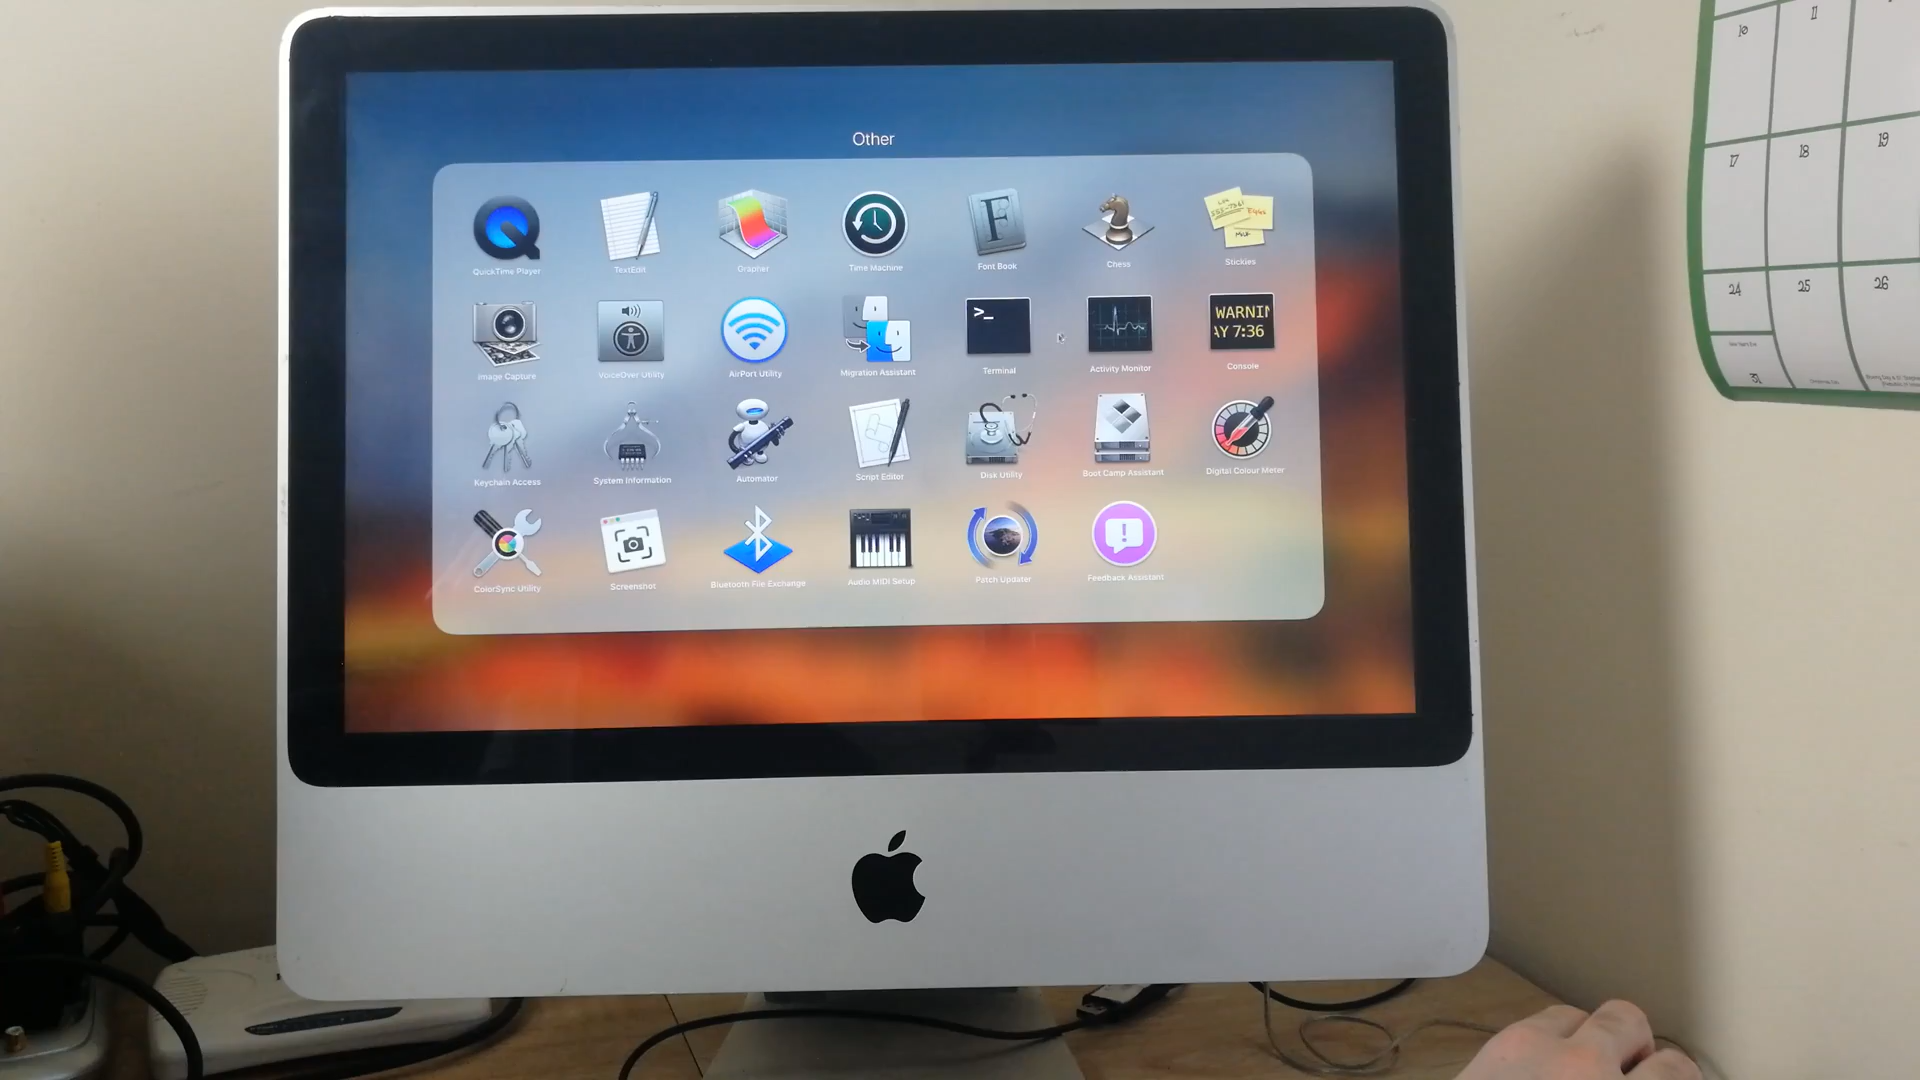 Other
QuickTime Player
TextEdit
Grapher
Time Machine
Font Book
Chess
Stickies
Image Capture
VoiceOver Utility
AirPort Utility
Migration Assistant
>_
Terminal
Activity Monitor
WARNIN
AY 7:36
Console
Keychain Access
System Information
Automator
Script Editor
Disk Utility
Boot Camp Assistant
Digital Colour Meter
ColorSync Utility
Screenshot
Bluetooth File Exchange
Audio MIDI Setup
Patch Updater
Feedback Assistant
F
Eggs
Milk
10
11
17
18
19
24
25
26
31